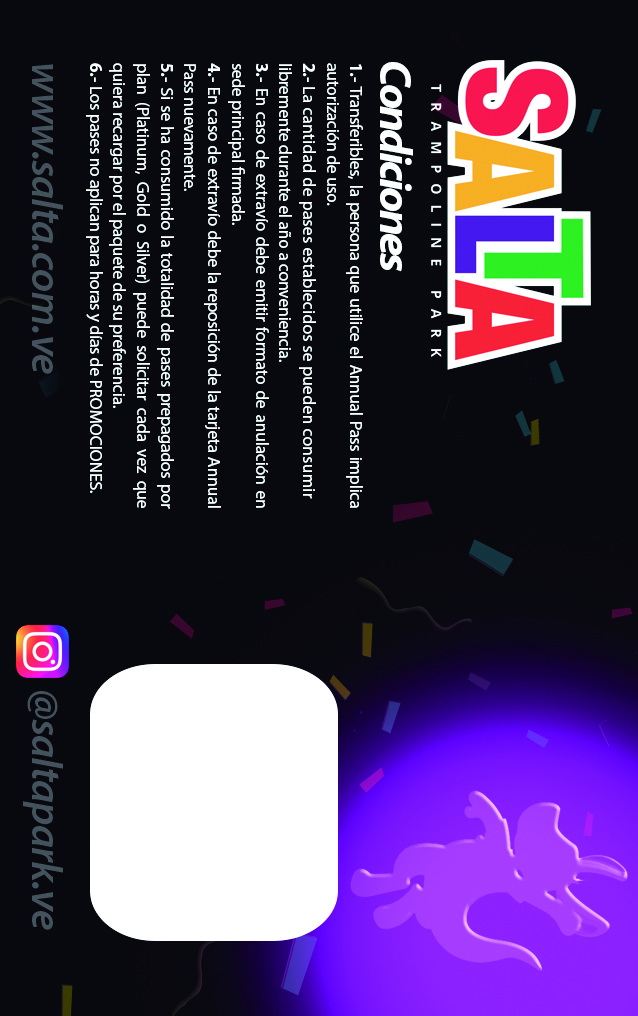 SALTA
TRAMPOLINE PARK
Condiciones
1.- Transferibles, la persona que utilice el Annual Pass implica
autorización de uso.
2.- La cantidad de pases establecidos se pueden consumir
libremente durante el año a conveniencia.
3.- En caso de extravío debe emitir formato de anulación en
sede principal firmada.
4.- En caso de extravío debe la reposición de la tarjeta Annual
Pass nuevamente.
5.- Si se ha consumido la totalidad de pases prepagados por
plan (Platinum, Gold o Silver) puede solicitar cada vez que
quiera recargar por el paquete de su preferencia.
6.- Los pases no aplican para horas y días de PROMOCIONES.
www.salta.com.ve
@saltapark.ve